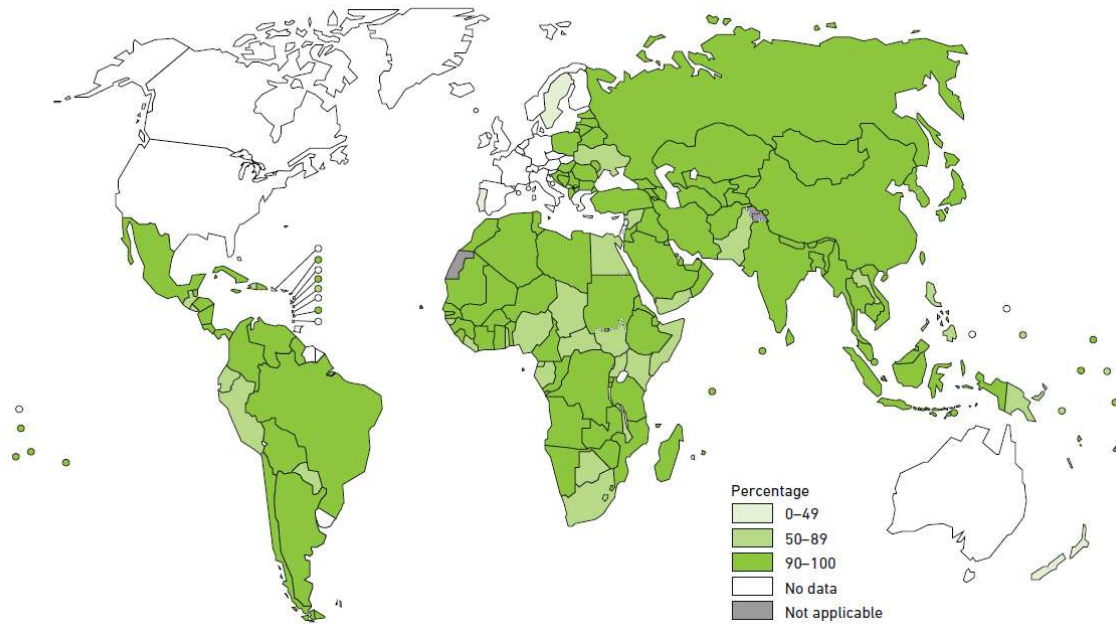 Percentage
0–49
50–89
90–100
No data
Not applicable